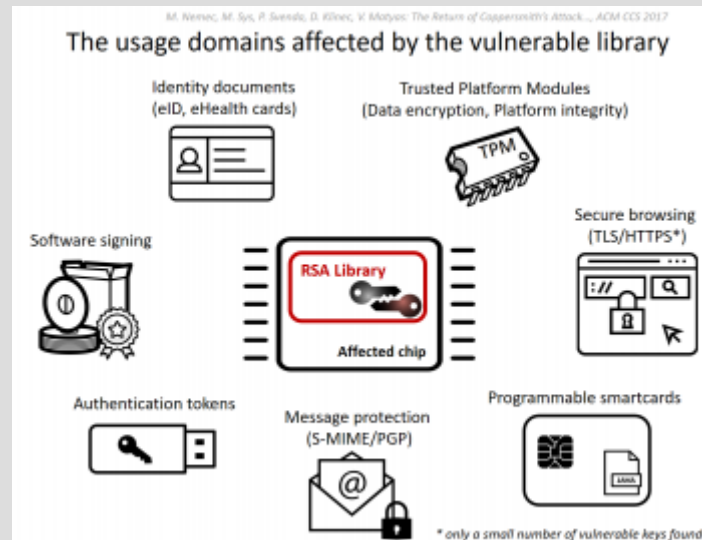 M. Nemec, M. Sys, P. Svenda, D. Klinec, V. Matyas: The Return of Coppersmith's Attack..., ACM CCS 2017
The usage domains affected by the vulnerable library
Identity documents
(eID, eHealth cards)
Trusted Platform Modules
(Data encryption, Platform integrity)
TPM
Secure browsing
(TLS/HTTPS*)
://
Software signing
RSA Library
Affected chip
Authentication tokens
Message protection
(S-MIME/PGP)
@
Programmable smartcards
JAVA
* only a small number of vulnerable keys found